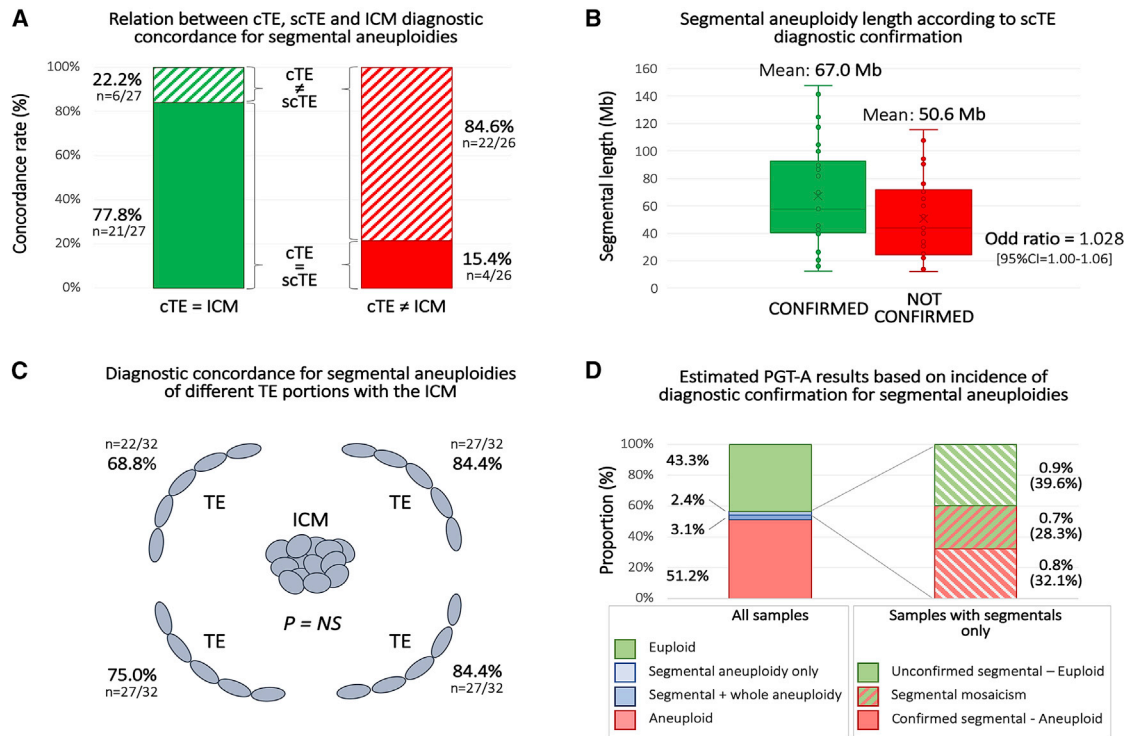 A
Relation between cTE, scTE and ICM diagnostic
concordance for segmental aneuploidies
Concordance rate (%)
100%
80%
60%
40%
20%
0%
22.2%
n=6/27
77.8%
n=21/27
cTE
≠
scTE
cTE
=
scTE
84.6%
n=22/26
15.4%
n=4/26
cTE = ICM
cTE ≠ ICM
B
Segmental aneuploidy length according to scTE
diagnostic confirmation
Segmental length (Mb)
160
140
120
100
80
60
40
20
0
Mean: 67.0 Mb
Mean: 50.6 Mb
Odd ratio = 1.028
[95%CI=1.00-1.06]
CONFIRMED
NOT
CONFIRMED
C
Diagnostic concordance for segmental aneuploidies
of different TE portions with the ICM
n=22/32
68.8%
TE
n=27/32
84.4%
TE
ICM
P = NS
TE
75.0%
n=27/32
TE
84.4%
n=27/32
D
Estimated PGT-A results based on incidence of
diagnostic confirmation for segmental aneuploidies
Proportion (%)
100%
80%
60%
40%
20%
0%
43.3%
2.4%
3.1%
51.2%
0.9%
(39.6%)
0.7%
(28.3%)
0.8%
(32.1%)
All samples
Euploid
Segmental aneuploidy only
Segmental + whole aneuploidy
Aneuploid
Samples with segmentals
only
Unconfirmed segmental – Euploid
Segmental mosaicism
Confirmed segmental - Aneuploid